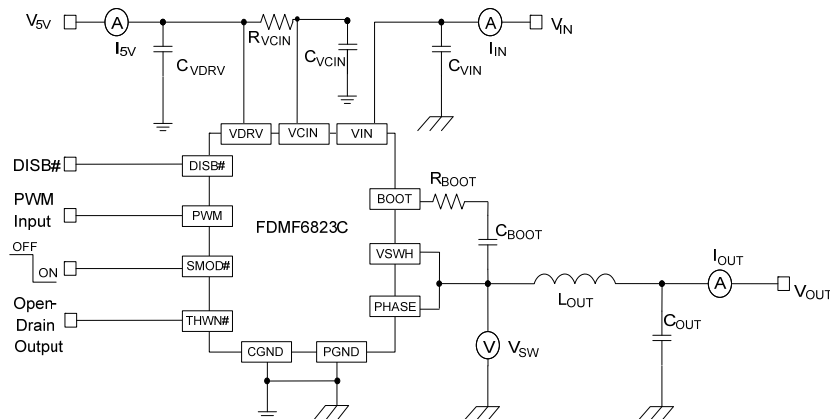 V5V
A
I5V
RVCIN
CVDRV
CVCIN
CVIN
A
IIN
VIN
VDRV
VCIN
VIN
DISB#
DISB#
PWM
Input
PWM
OFF
ON
SMOD#
Open-
Drain
Output
THWN#
FDMF6823C
BOOT
RBOOT
CBOOT
VSWH
PHASE
CGND
PGND
V
VSW
LOUT
COUT
IOUT
A
VOUT